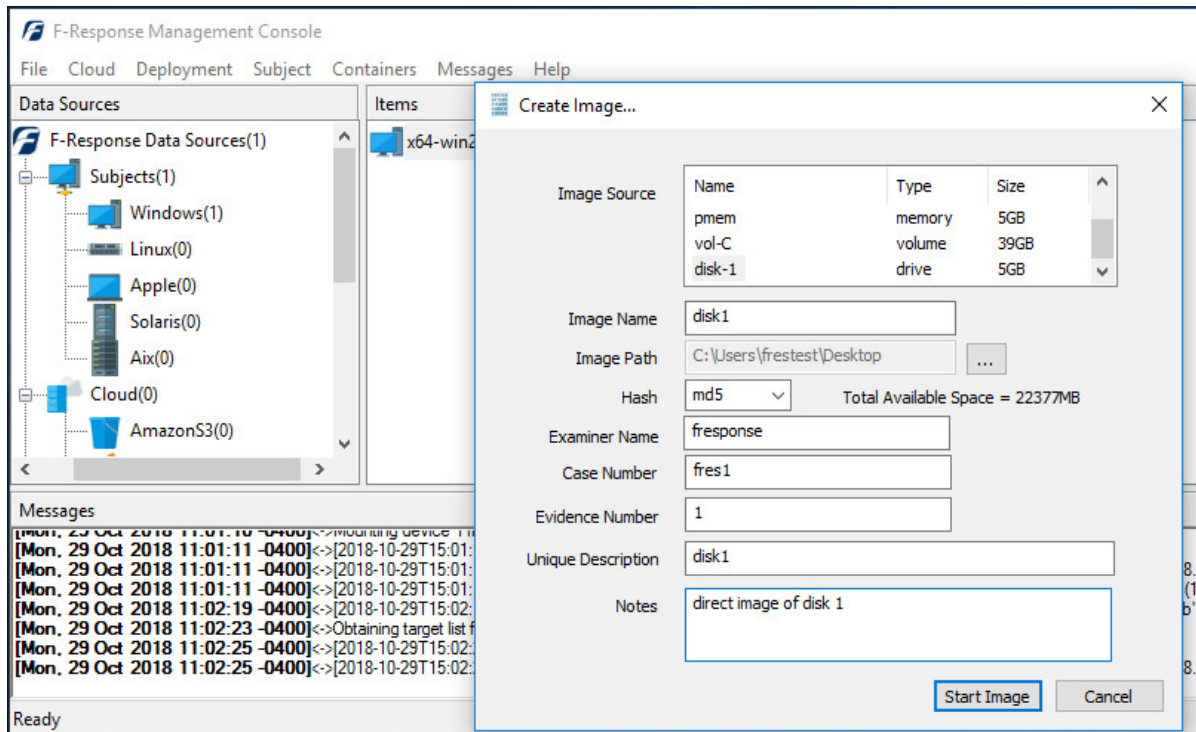 F-Response Management Console
File Cloud Deployment Subject Containers Messages Help
Data Sources
Items
F-Response Data Sources(1)
Subjects(1)
Windows(1)
Linux(0)
Apple(0)
Solaris(0)
Aix(0)
Cloud(0)
AmazonS3(0)
x64-win2
Create Image...
Image Source
Name Type Size
pmem memory 5GB
vol-C volume 39GB
disk-1 drive 5GB
Image Name disk1
Image Path C:\Users\frestest\Desktop ...
Hash md5 Total Available Space = 22377MB
Examiner Name fresponse
Case Number fres1
Evidence Number 1
Unique Description disk1
Notes direct image of disk 1
Start Image Cancel
Messages
[Mon, 29 Oct 2018 11:01:11 -0400]<->[2018-10-29T15:01:
[Mon, 29 Oct 2018 11:01:11 -0400]<->[2018-10-29T15:01:
[Mon, 29 Oct 2018 11:01:11 -0400]<->[2018-10-29T15:01:
[Mon, 29 Oct 2018 11:02:19 -0400]<->[2018-10-29T15:02:
[Mon, 29 Oct 2018 11:02:23 -0400]<->Obtaining target list f
[Mon, 29 Oct 2018 11:02:25 -0400]<->[2018-10-29T15:02:
[Mon, 29 Oct 2018 11:02:25 -0400]<->[2018-10-29T15:02:
Ready